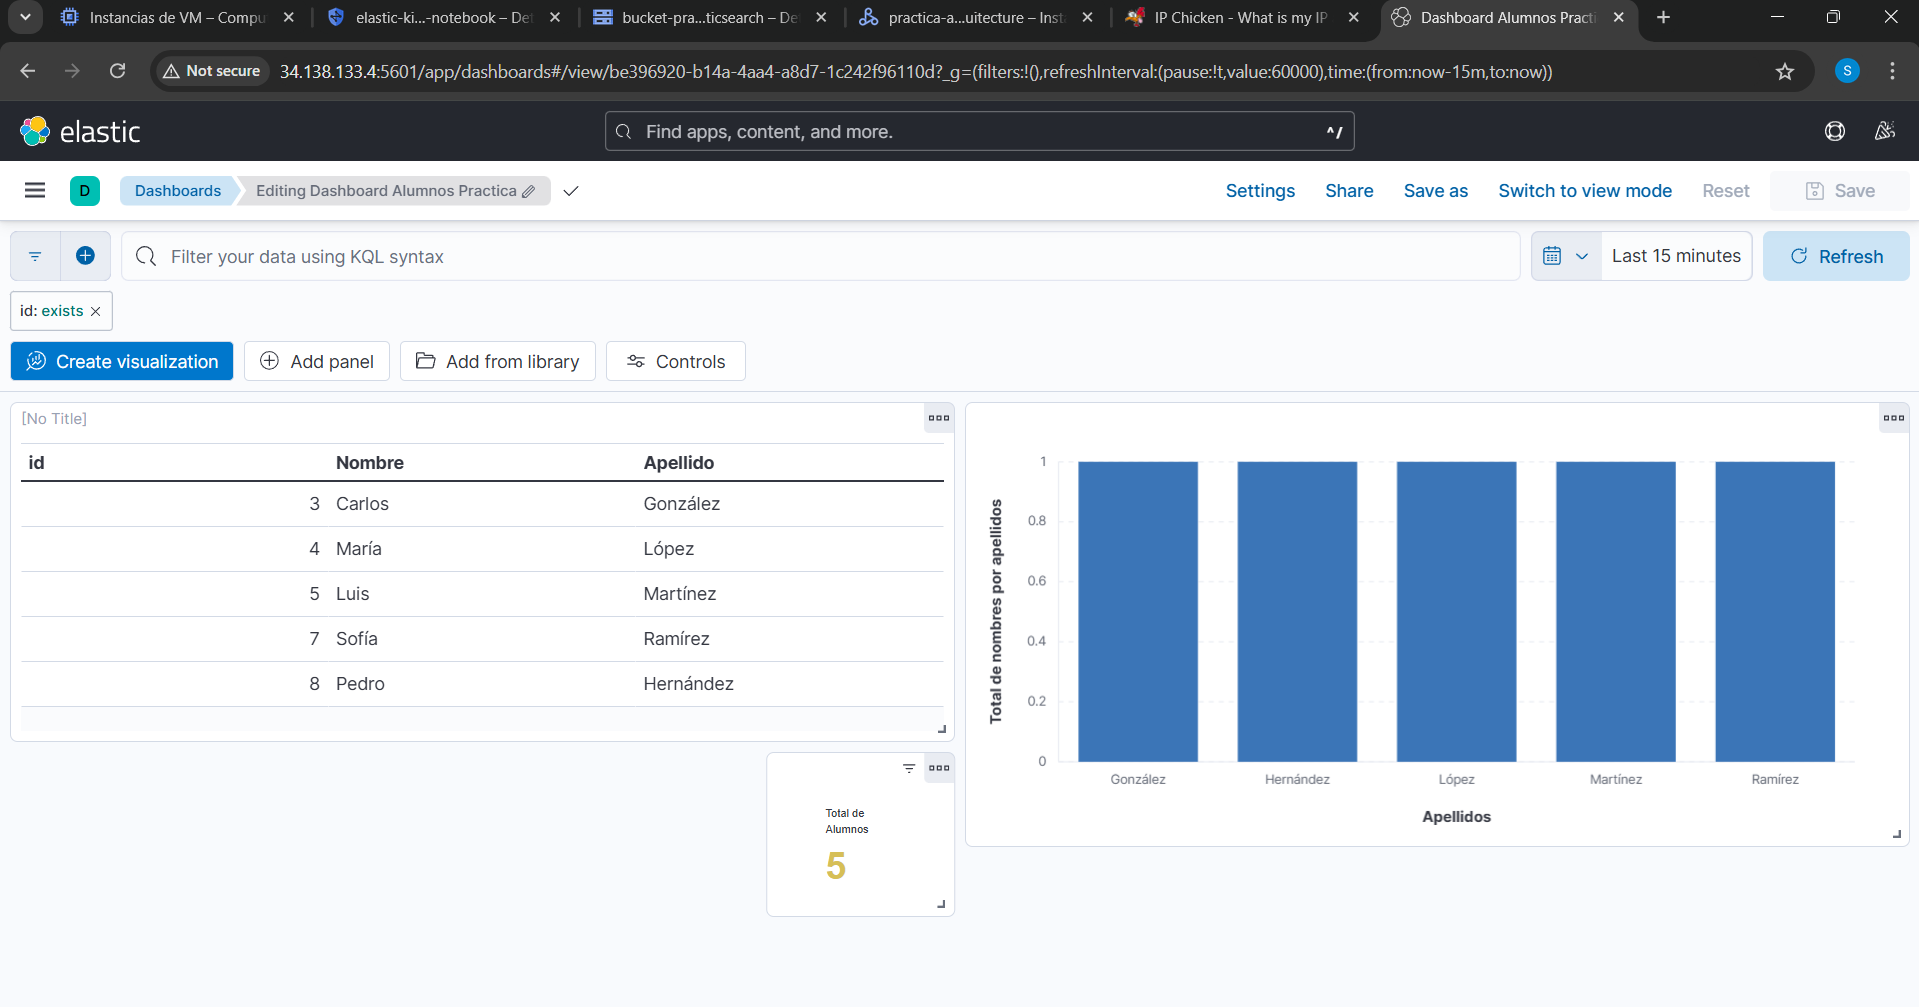 Instancias de VM – Compu
elastic-ki...-notebook – Det
bucket-pra...ticsearch – De
practica-a...uitecture – Inst
IP Chicken - What is my IP
Dashboard Alumnos Practi
Not secure
34.138.133.4:5601/app/dashboards#/view/be396920-b14a-4aa4-a8d7-1c242f96110d?_g=(filters:!(),refreshInterval:(pause:!t,value:60000),time:(from:now-15m,to:now))
S
elastic
Find apps, content, and more.
^/
D
Dashboards
Editing Dashboard Alumnos Practica
Settings
Share
Save as
Switch to view mode
Reset
Save
Filter your data using KQL syntax
Last 15 minutes
Refresh
id: exists
Create visualization
Add panel
Add from library
Controls
[No Title]
id Nombre Apellido
3 Carlos González
4 María López
5 Luis Martínez
7 Sofía Ramírez
8 Pedro Hernández
Total de
Alumnos
5
Total de nombres por apellidos
1
0.8
0.6
0.4
0.2
0
González
Hernández
López
Martínez
Ramírez
Apellidos